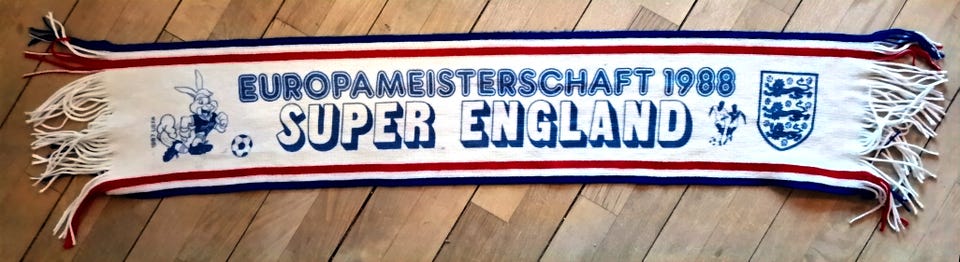 EUROPAMEISTERSCHAFT 1988
SUPER ENGLAND